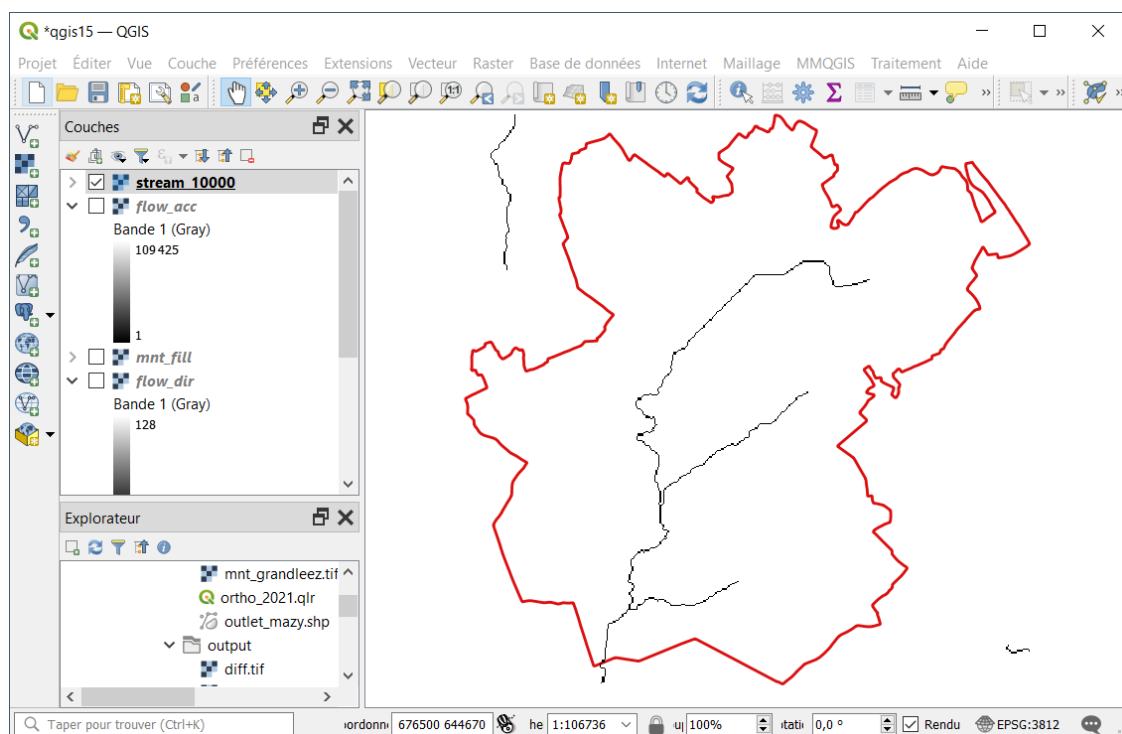 *qgis15 — QGIS
Projet Éditer Vue Couche Préférences Extensions Vecteur Raster Base de données Internet Maillage MMQGIS Traitement Aide
Couches
stream_10000
flow_acc
Bande 1 (Gray)
109 425
1
mnt_fill
flow_dir
Bande 1 (Gray)
128
Explorateur
mnt_grandleez.tif
ortho_2021.qlr
outlet_mazy.shp
output
diff.tif
Taper pour trouver (Ctrl+K) ordonn 676500 644670 he 1:106736 100% tati 0,0 ° Rendu EPSG:3812